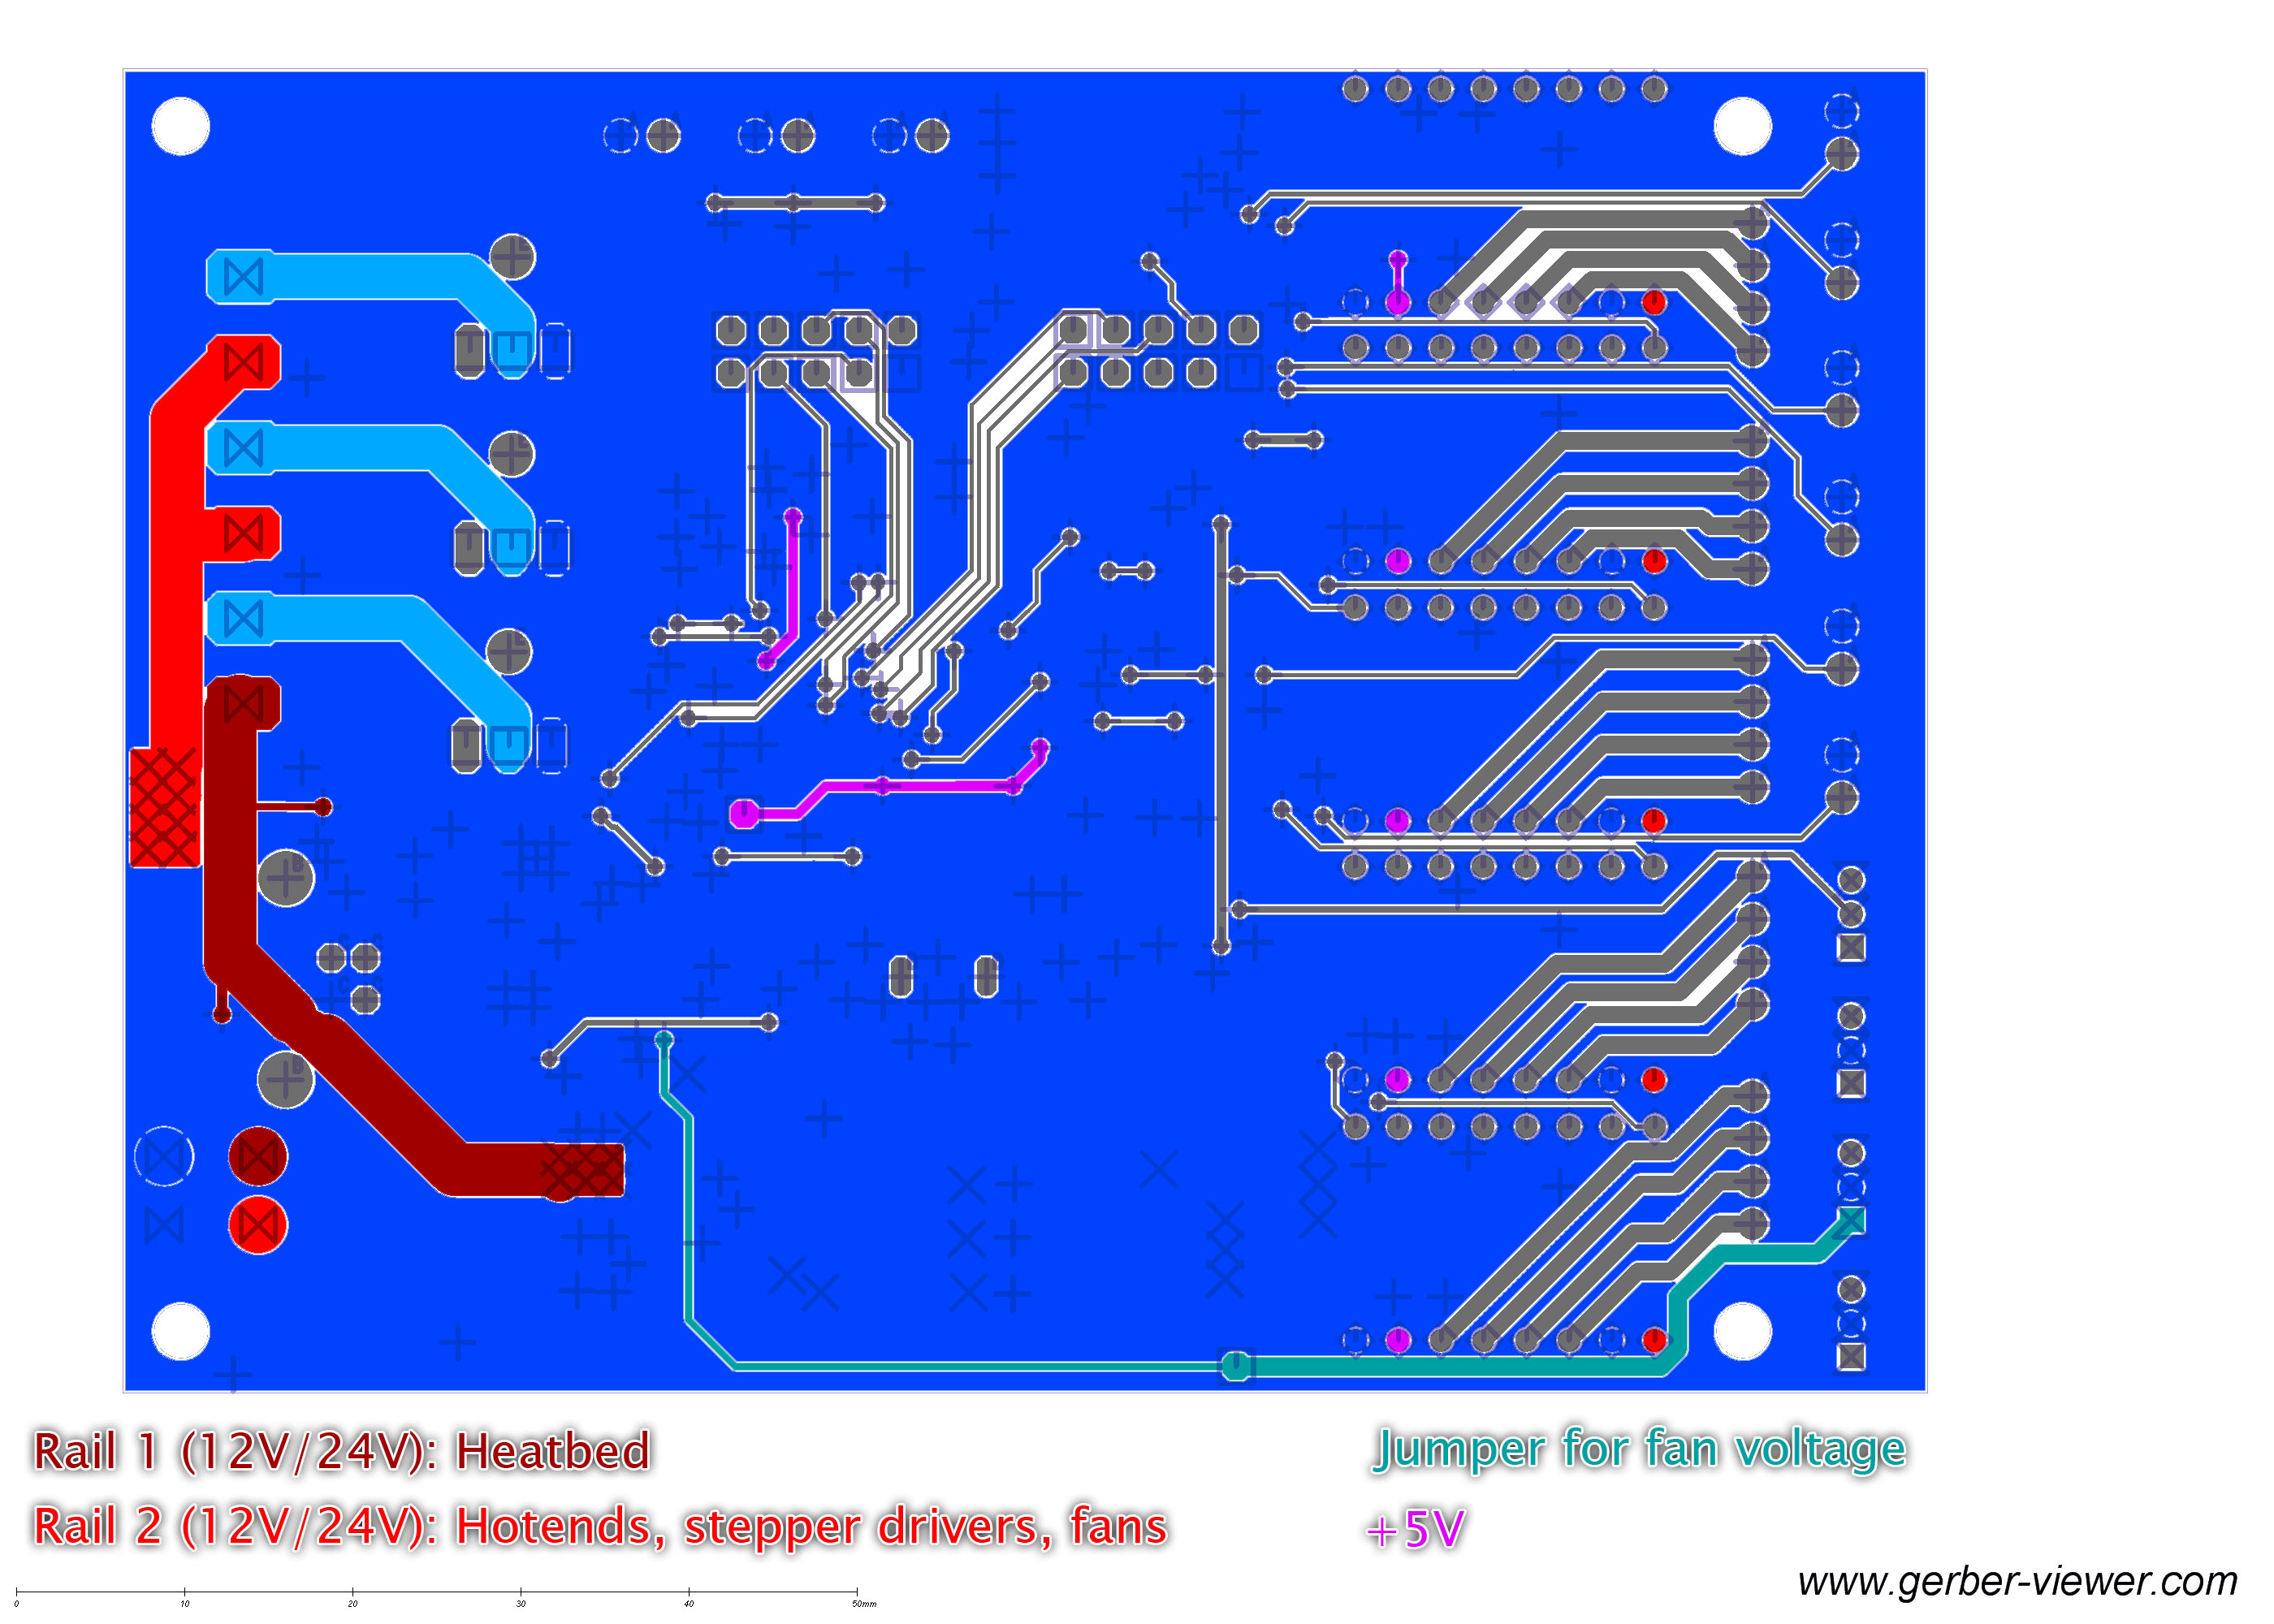 Rail 1 (12V/24V): Heatbed
Jumper for fan voltage
Rail 2 (12V/24V): Hotends, stepper drivers, fans
+5V
www.gerber-viewer.com
0 10 20 30 40 50mm